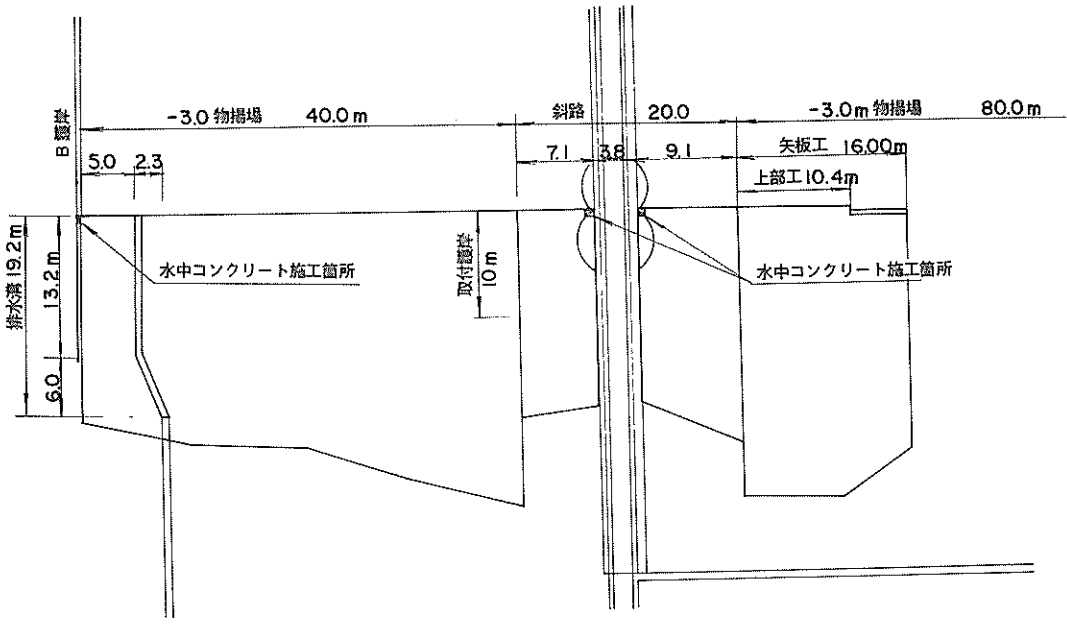 B護岸
-3.0 物揚場 40.0 m
斜路 20.0
-3.0m 物揚場 80.0 m
5.0 2.3
7.1 3.8 9.1
矢板工 16.00m
上部工 10.4m
排水溝 19.2m
13.2 m
6.0
水中コンクリート施工箇所
取付護岸
10 m
水中コンクリート施工箇所